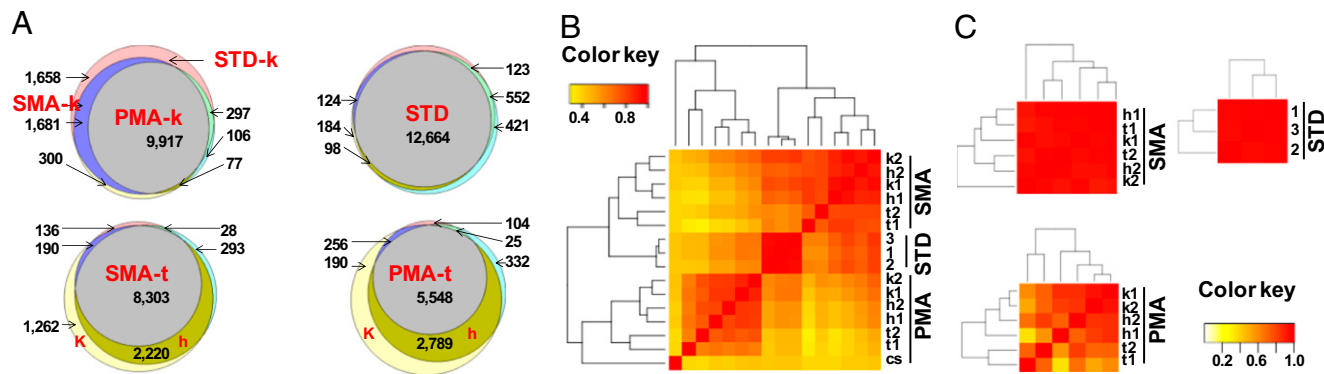 A
STD-k
1,658
SMA-k
1,681
PMA-k
9,917
297
106
77
300
STD
12,664
124
184
98
123
552
421
136
190
SMA-t
8,303
28
293
1,262
K
h
2,220
256
190
PMA-t
5,548
104
25
332
2,789
B
Color key
0.4 0.8
k2
h2
k1
h1
t2
t1
SMA
3
1
2
STD
k2
k1
h2
h1
t2
t1
cs
PMA
C
h1
t1
k1
t2
h2
k2
SMA
1
3
2
STD
k1
k2
h2
h1
t2
t1
PMA
Color key
0.2 0.6 1.0